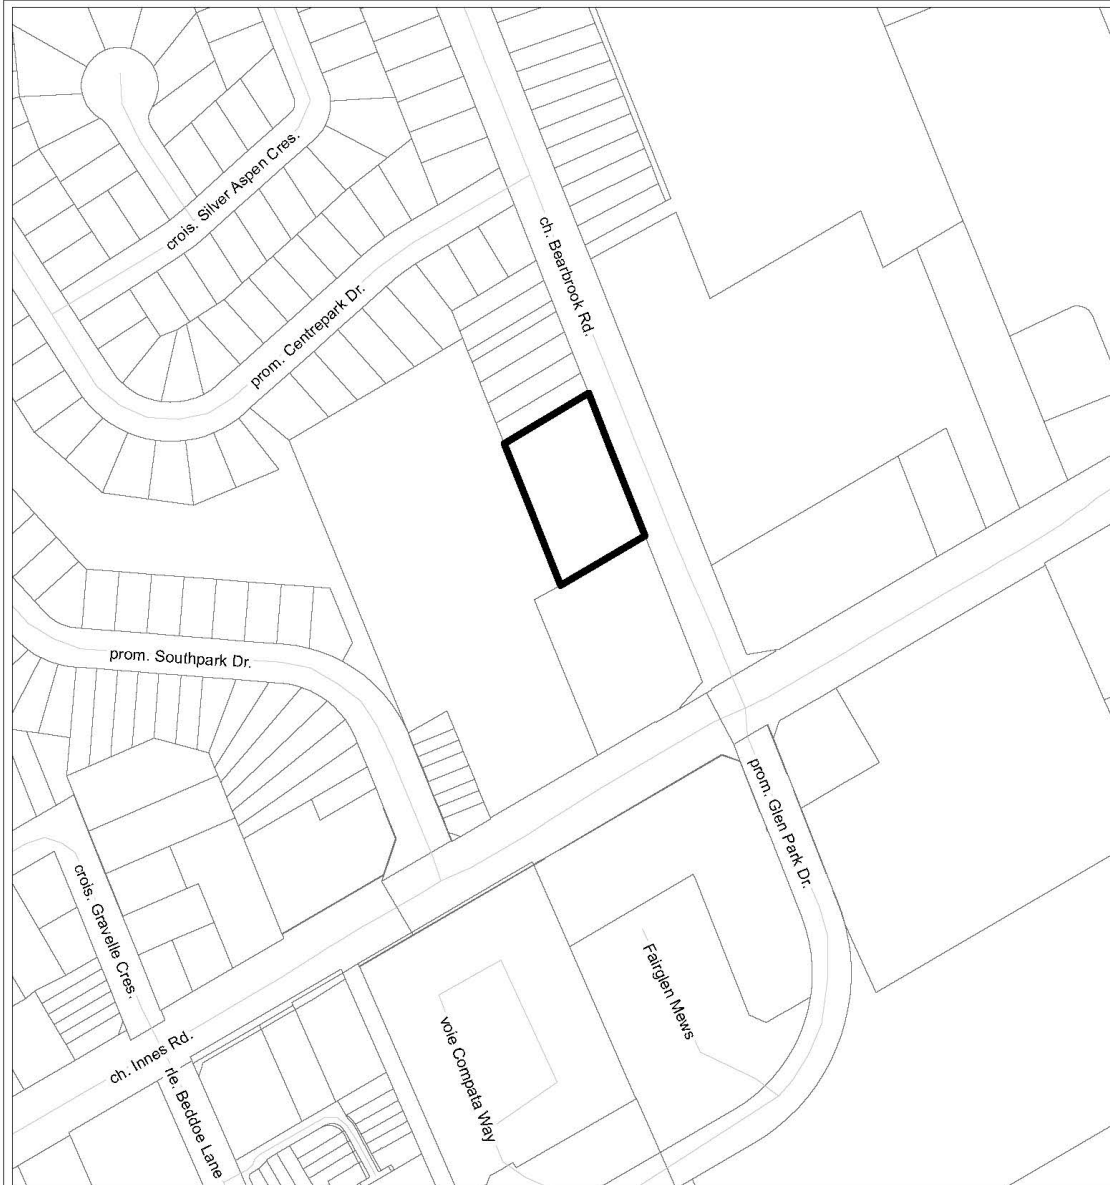 crois. Silver Aspen Cres.
ch. Bearbrook Rd.
prom. Centrepark Dr.
prom. Southpark Dr.
prom. Glen Park Dr.
crois. Gravelle Cres.
Fairglen Mews
voie Compata Way
ch. Innes Rd.
rle. Beddoe Lane